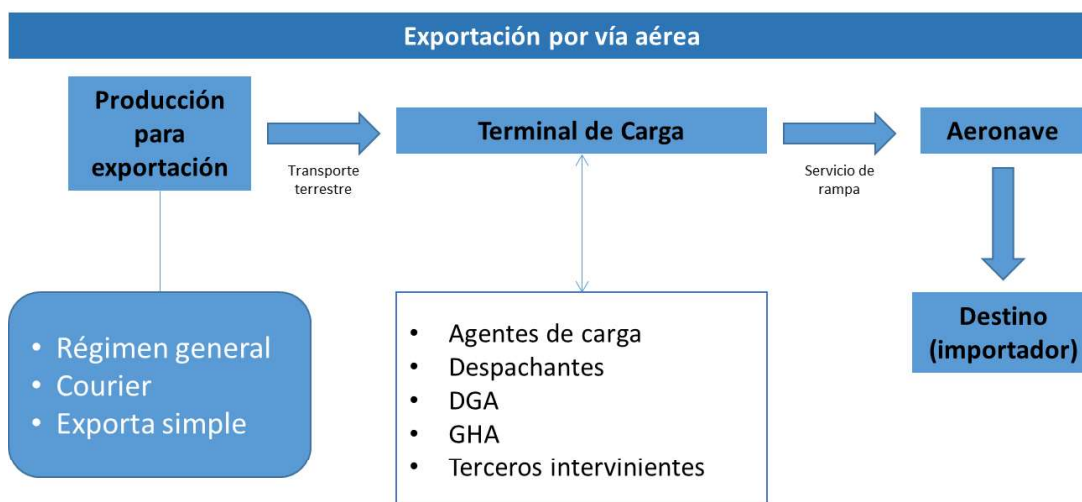 Exportación por vía aérea
Producción
para
exportación
Transporte
terrestre
Terminal de Carga
Servicio de
rampa
Aeronave
Destino
(importador)
• Régimen general
• Courier
• Exporta simple
• Agentes de carga
• Despachantes
• DGA
• GHA
• Terceros intervinientes